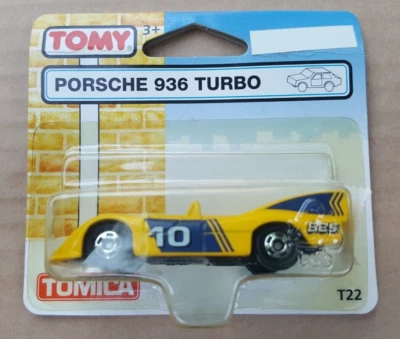 TOMY
3+
PORSCHE 936 TURBO
10
BBS
TOMICA
T22